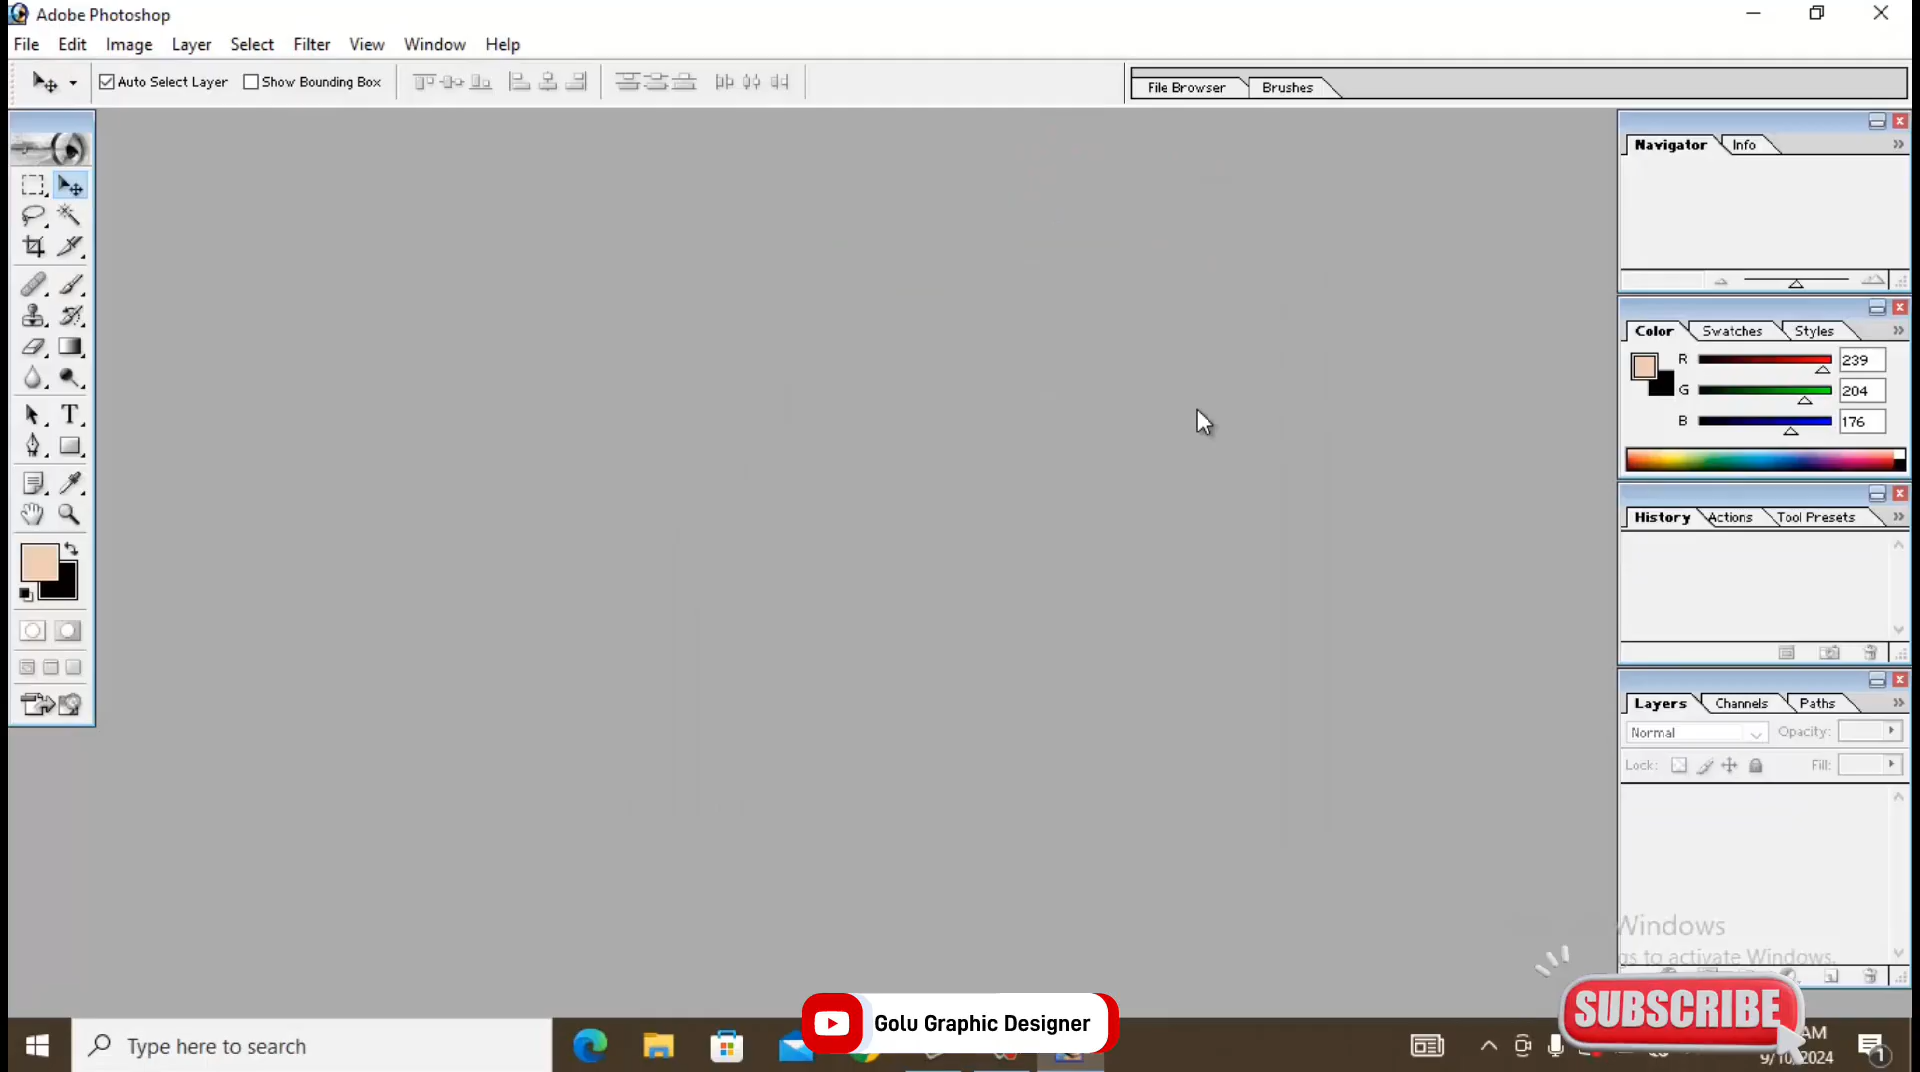 Adobe Photoshop
File Edit Image Layer Select Filter View Window Help
Auto Select Layer Show Bounding Box
File Browser Brushes
Navigator Info
Color Swatches Styles
R 239
G 204
B 176
T
History Actions Tool Presets
Layers Channels Paths
Normal Opacity:
Lock: Fill:
Windows
gs to activate Windows.
SUBSCRIBE
Golu Graphic Designer
Type here to search
AM
9/10/2024
1